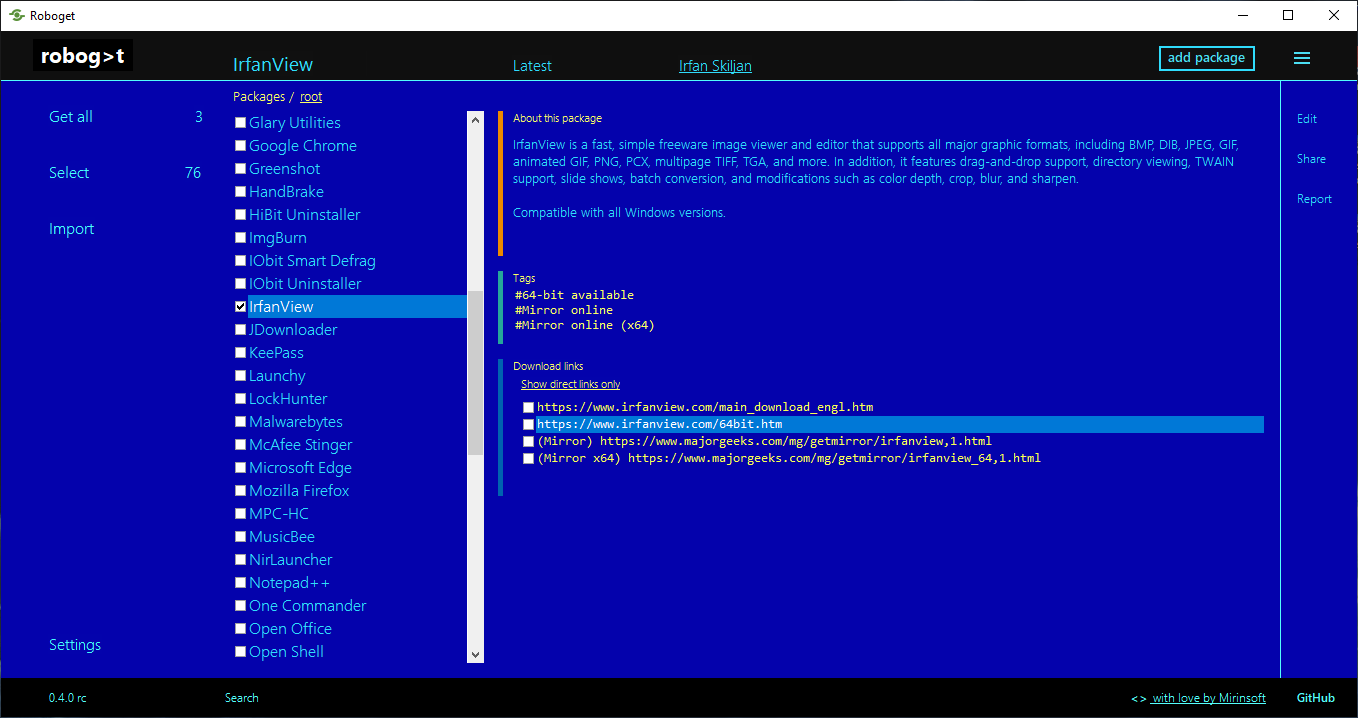 Roboget
robog>t
IrfanView
Latest
Irfan Skiljan
add package
Packages / root
Get all 3
Select 76
Import
Settings
Glary Utilities
Google Chrome
Greenshot
HandBrake
HiBit Uninstaller
ImgBurn
IObit Smart Defrag
IObit Uninstaller
IrfanView
JDownloader
KeePass
Launchy
LockHunter
Malwarebytes
McAfee Stinger
Microsoft Edge
Mozilla Firefox
MPC-HC
MusicBee
NirLauncher
Notepad++
One Commander
Open Office
Open Shell
About this package
IrfanView is a fast, simple freeware image viewer and editor that supports all major graphic formats, including BMP, DIB, JPEG, GIF,
animated GIF, PNG, PCX, multipage TIFF, TGA, and more. In addition, it features drag-and-drop support, directory viewing, TWAIN
support, slide shows, batch conversion, and modifications such as color depth, crop, blur, and sharpen.
Compatible with all Windows versions.
Tags
#64-bit available
#Mirror online
#Mirror online (x64)
Download links
Show direct links only
https://www.irfanview.com/main_download_engl.htm
https://www.irfanview.com/64bit.htm
(Mirror) https://www.majorgeeks.com/mg/getmirror/irfanview,1.html
(Mirror x64) https://www.majorgeeks.com/mg/getmirror/irfanview_64,1.html
Edit
Share
Report
0.4.0 rc
Search
<> with love by Mirinsoft
GitHub